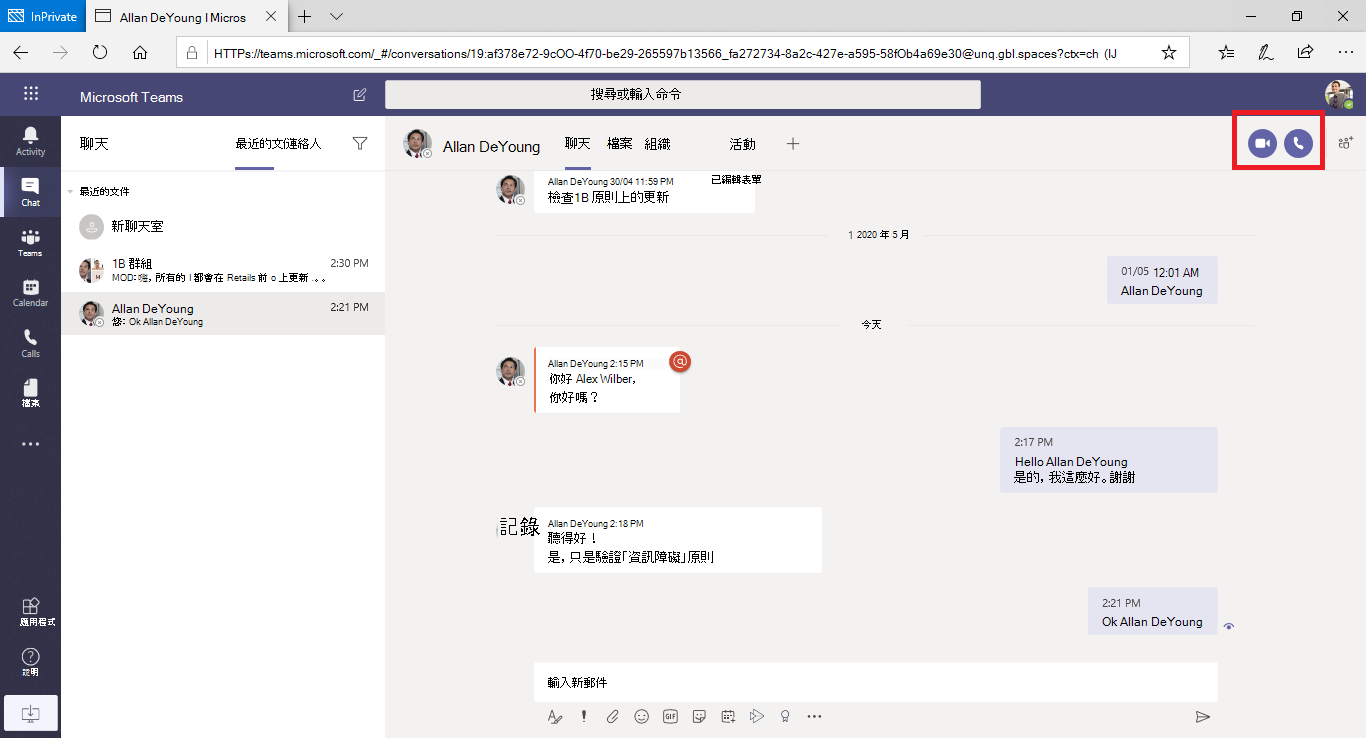 InPrivate
Allan DeYoung I Micros
HTTPs://teams.microsoft.com/_#/conversations/19:af378e72-9cOO-4f70-be29-265597b13566_fa272734-8a2c-427e-a595-58fOb4a69e30@unq.gbl.spaces?ctx=ch (IJ
Microsoft Teams
搜尋或輸入命令
Activity
Chat
Teams
Calendar
Calls
檔案
應用程式
說明
聊天
最近的文件連絡人
最近的文件
新聊天室
1B 群組 2:30 PM
MOD: 嗨, 所有的 I 都會在 Retails 前 o 上更新 . 。。
Allan DeYoung 2:21 PM
您: Ok Allan DeYoung
Allan DeYoung 聊天 檔案 組織 活動
Allan DeYoung 30/04 11:59 PM 已編輯表單
檢查1B 原則上的更新
1 2020 年 5 月
01/05 12:01 AM
Allan DeYoung
今天
Allan DeYoung 2:15 PM
@
你好 Alex Wilber,
你好嗎？
2:17 PM
Hello Allan DeYoung
是的, 我這麼好。謝謝
記錄
Allan DeYoung 2:18 PM
聽得好！
是, 只是驗證「資訊障礙」原則
2:21 PM
Ok Allan DeYoung
輸入新郵件
GIF